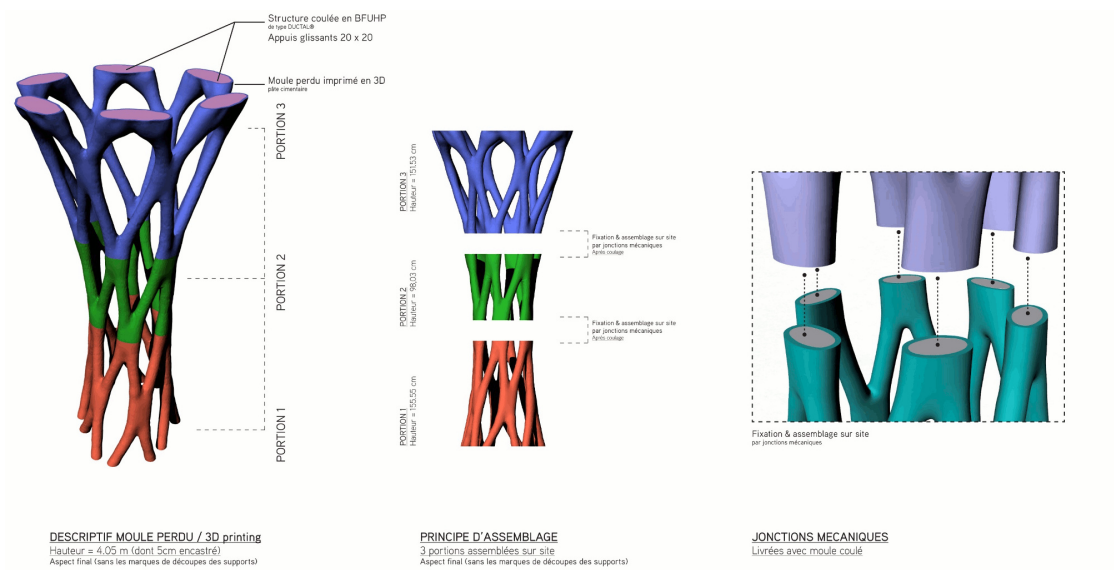 Structure coulée en BFUHP
de type DUCTAL®
Appuis glissants 20 x 20
Moule perdu imprimé en 3D
pâte cimentaire
PORTION 3
PORTION 2
PORTION 1
DESCRIPTIF MOULE PERDU / 3D printing
Hauteur = 4.05 m (dont 5cm encastré)
Aspect final (sans les marques de découpes des supports)
PORTION 3
Hauteur = 151,53 cm
Fixation & assemblage sur site
par jonctions mécaniques
Après coulage
PORTION 2
Hauteur = 98,03 cm
Fixation & assemblage sur site
par jonctions mécaniques
Après coulage
PORTION 1
Hauteur = 155,55 cm
PRINCIPE D'ASSEMBLAGE
3 portions assemblées sur site
Aspect final (sans les marques de découpes des supports)
Fixation & assemblage sur site
par jonctions mécaniques
JONCTIONS MECANIQUES
Livrées avec moule coulé